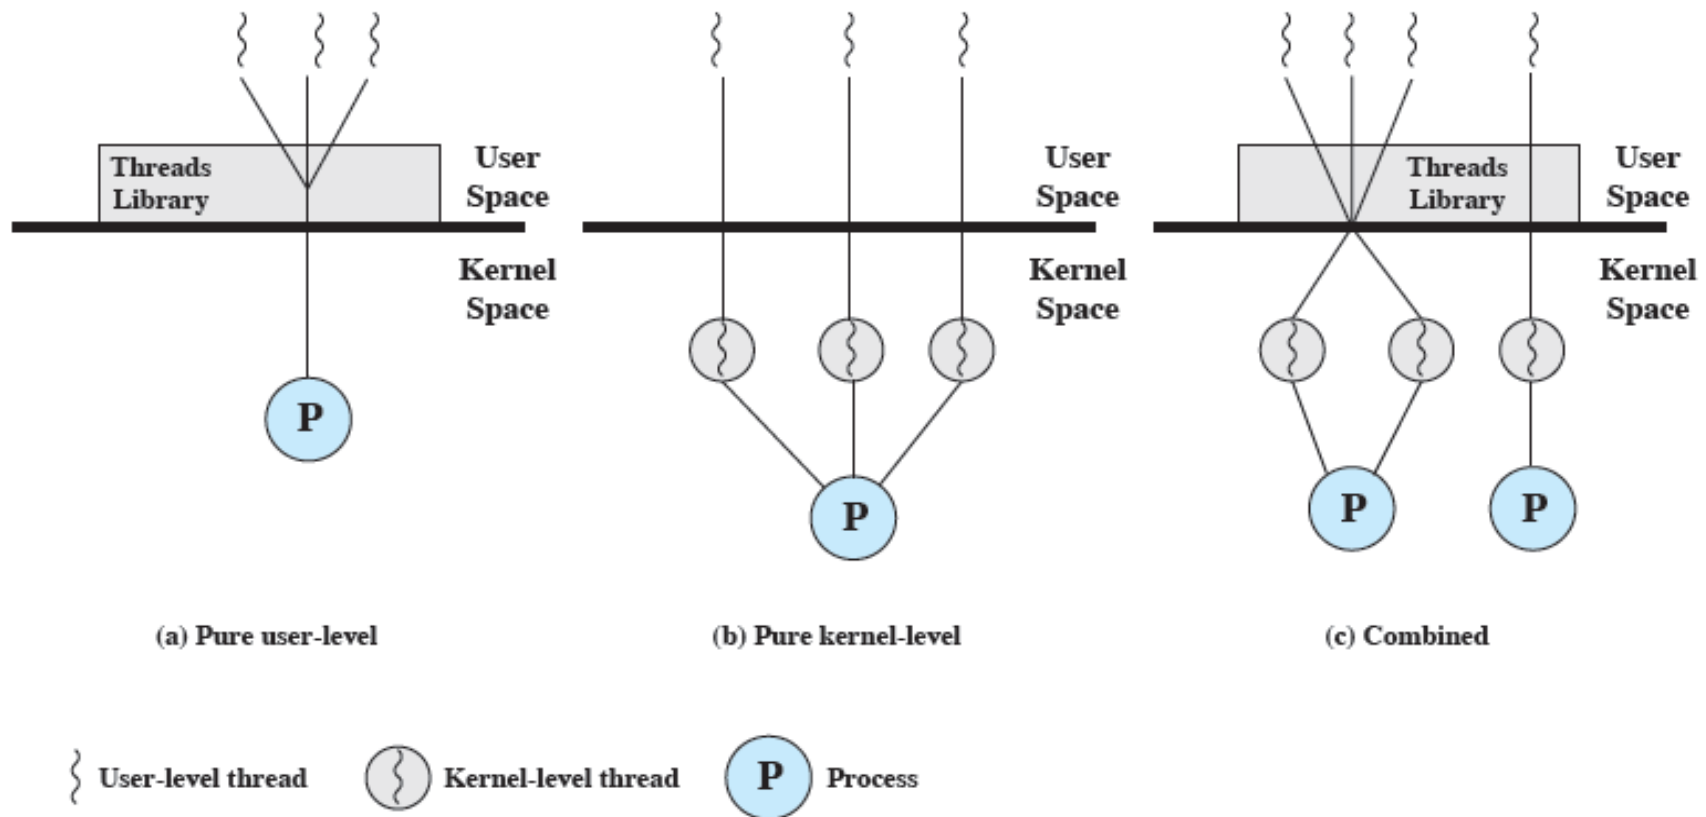 Threads
Library
User
Space
Kernel
Space
P
(a) Pure user-level
User
Space
Kernel
Space
P
(b) Pure kernel-level
Threads
Library
User
Space
Kernel
Space
P
P
(c) Combined
User-level thread
Kernel-level thread
P
Process